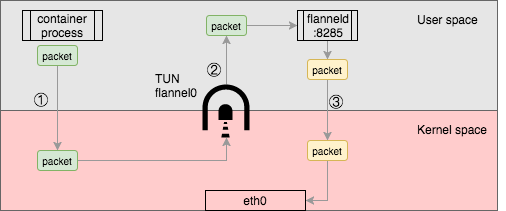 container
process
flanneld
:8285
User space
packet
packet
packet
②
TUN
flannel0
①
③
Kernel space
packet
packet
eth0